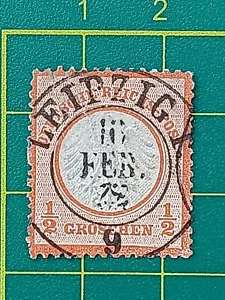 1 2
LEIPZIG
16
FEB.
½ ½
GROSCHEN
9